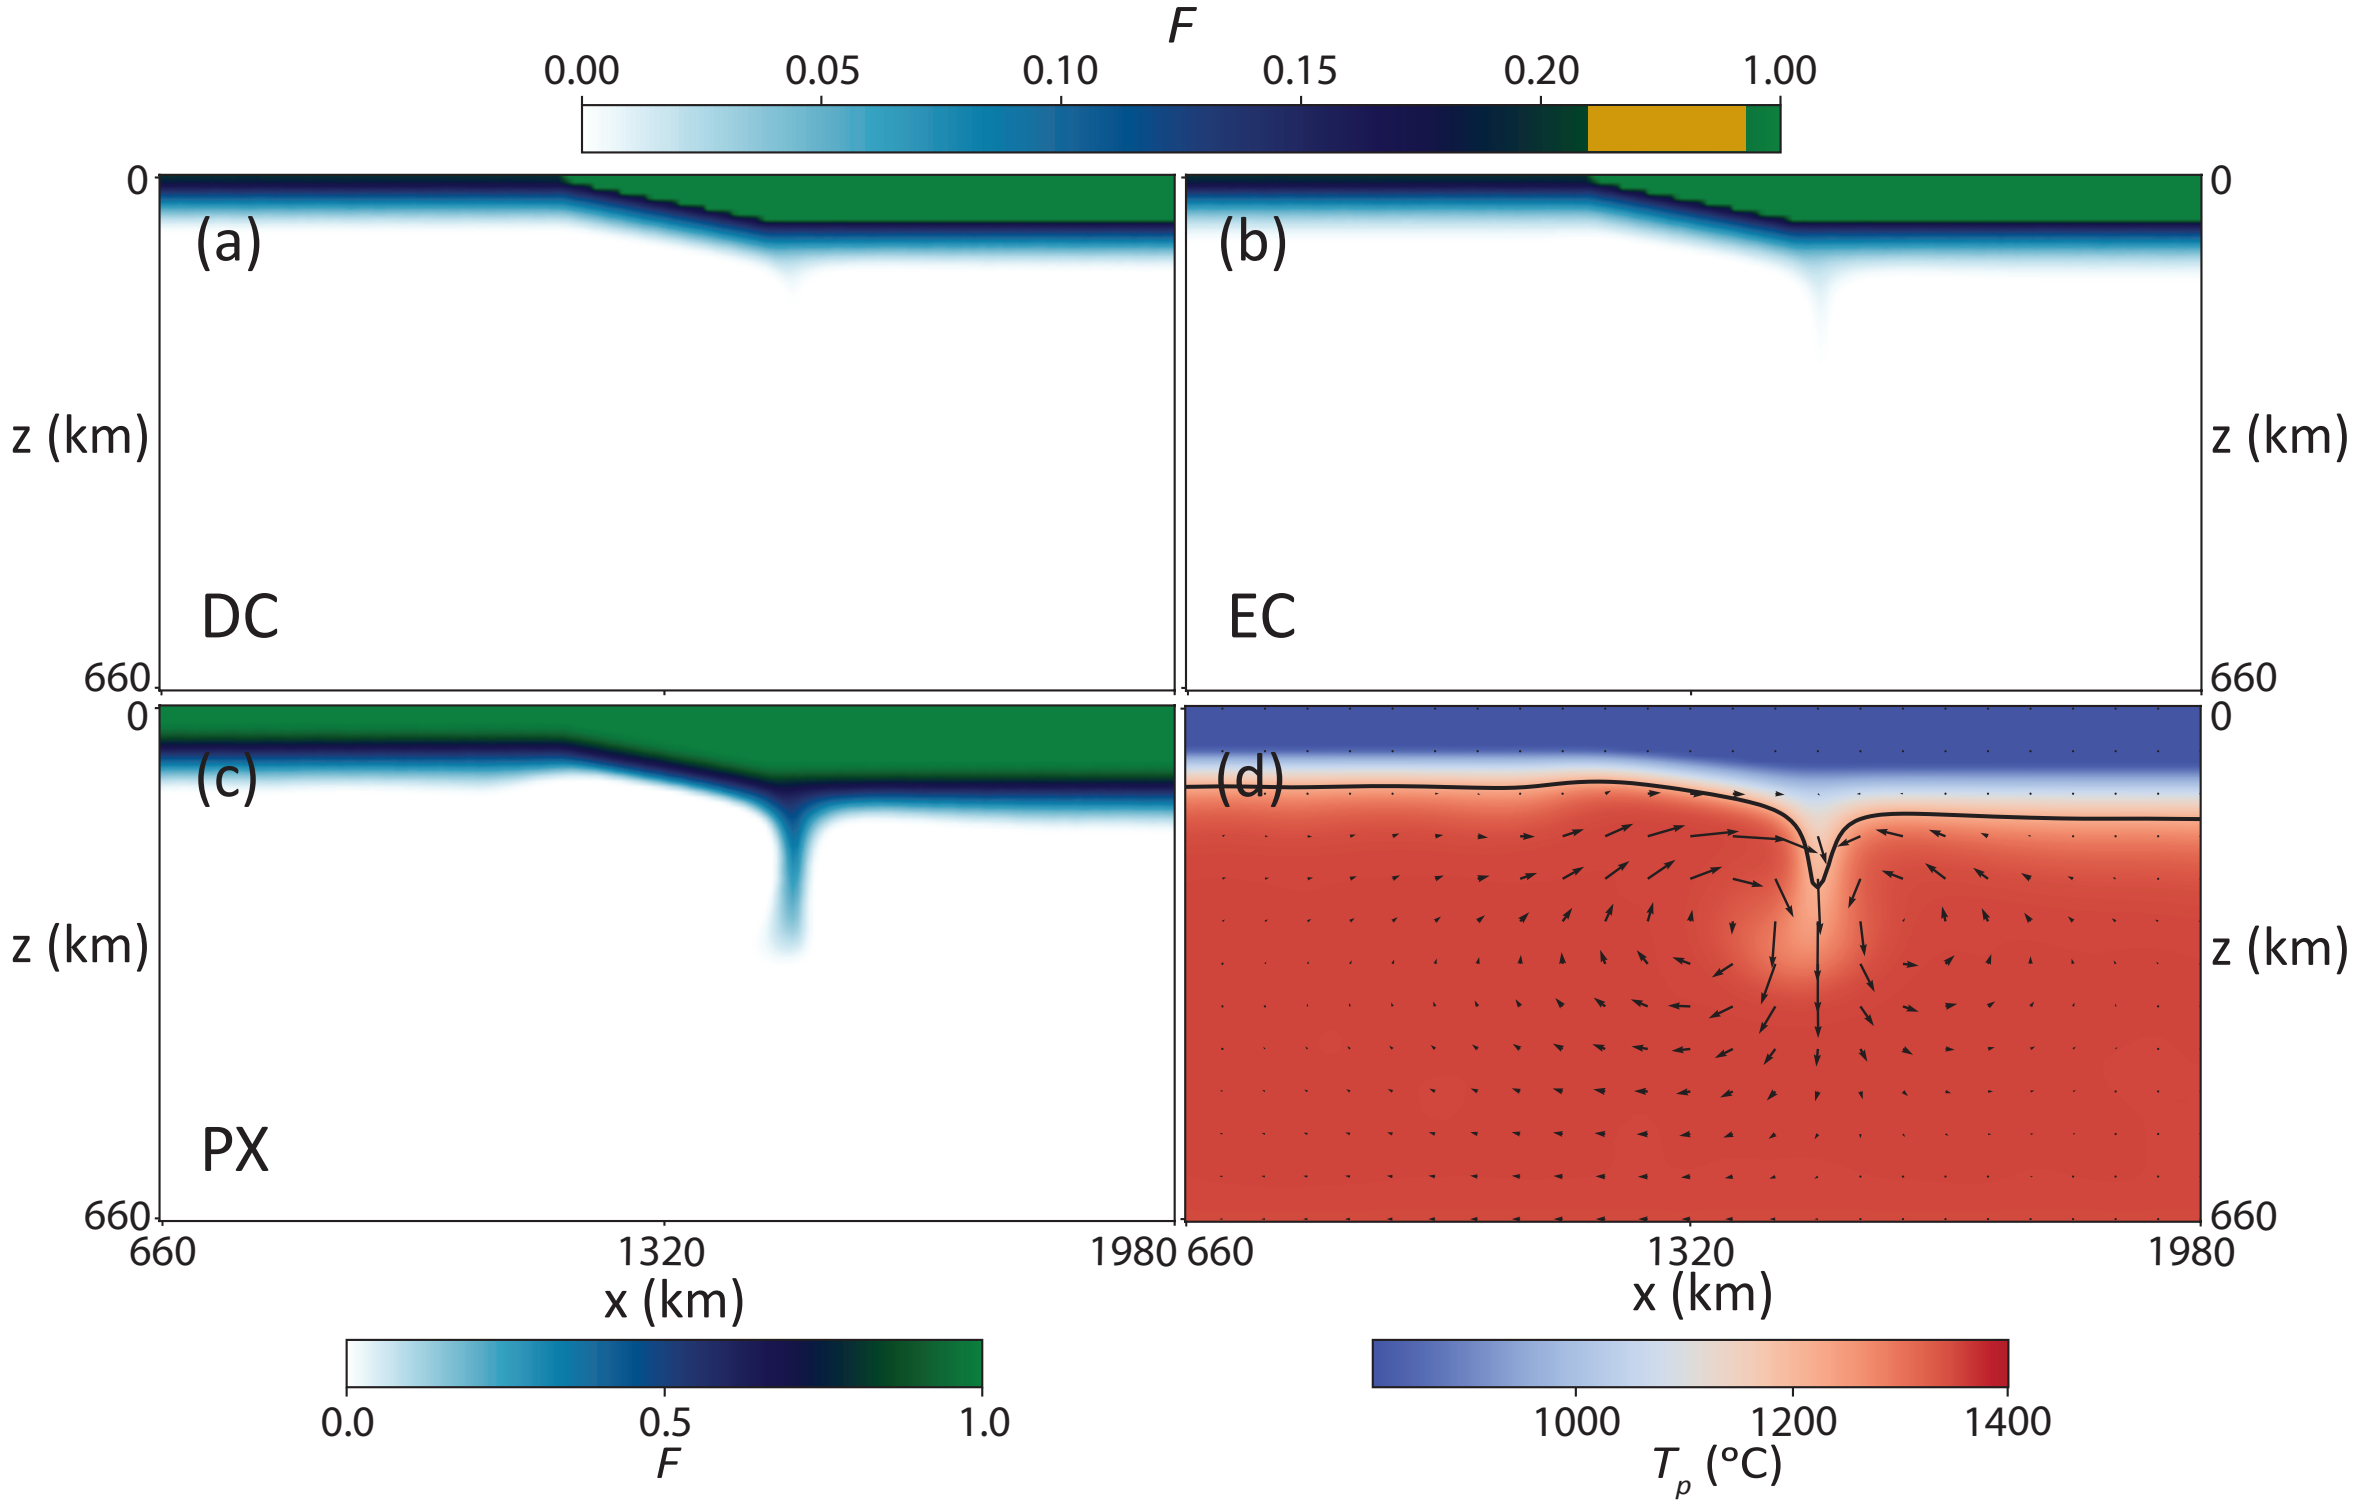 F
0.00 0.05 0.10 0.15 0.20 1.00
0 0
(a) (b)
z (km) z (km)
DC EC
660 660
0 0
(c) (d)
z (km) z (km)
PX
660 660
660 1320 1980 660 1320 1980
x (km) x (km)
0.0 0.5 1.0 1000 1200 1400
F Tp (°C)